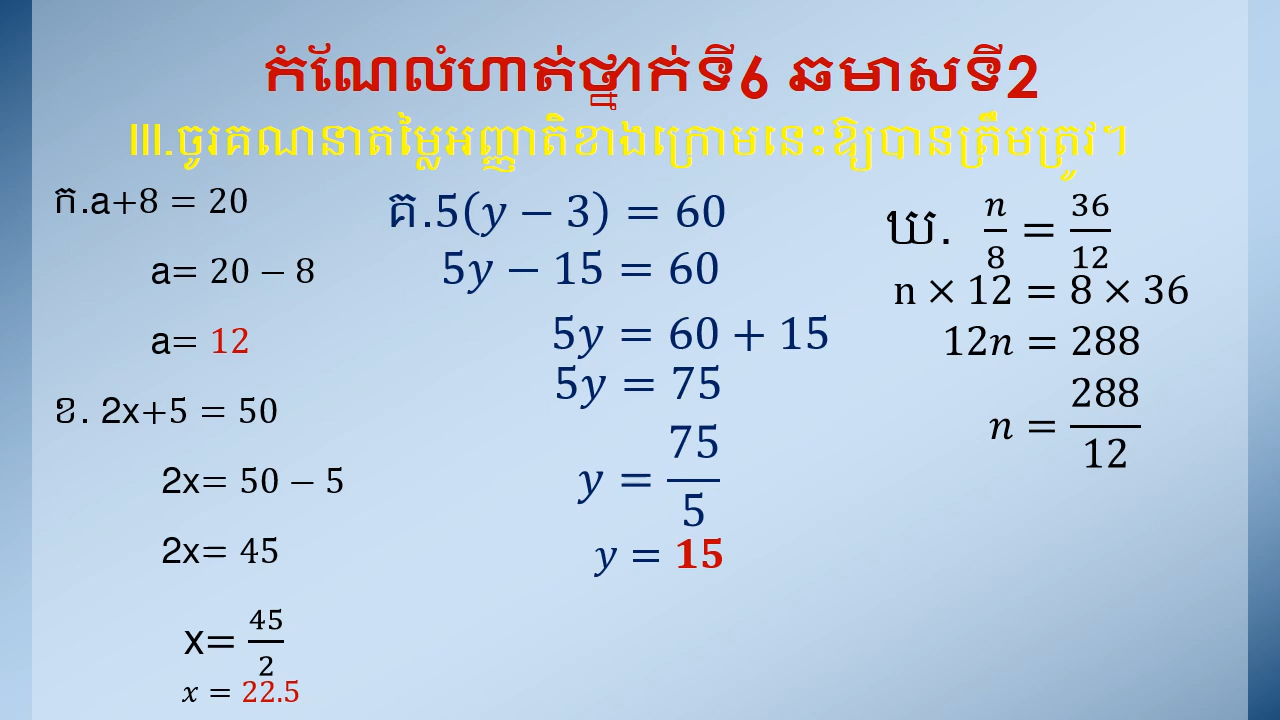 កំណែលំហាត់ថ្នាក់ទី6 ឆមាសទី2
III.ចូរគណនាតម្លៃអញ្ញាតិខាងក្រោមនេះឱ្យបានត្រឹមត្រូវ។
ក.a+8 = 20
a= 20 − 8
a= 12
ខ. 2x+5 = 50
2x= 50 − 5
2x= 45
x= 45/2
x = 22.5
គ.5(y − 3) = 60
5y − 15 = 60
5y = 60 + 15
5y = 75
y = 75/5
y = 15
ឃ. n/8 = 36/12
n × 12 = 8 × 36
12n = 288
n = 288/12